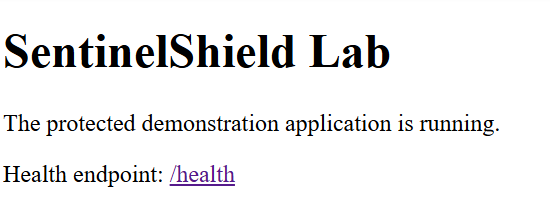 SentinelShield Lab
The protected demonstration application is running.
Health endpoint: /health